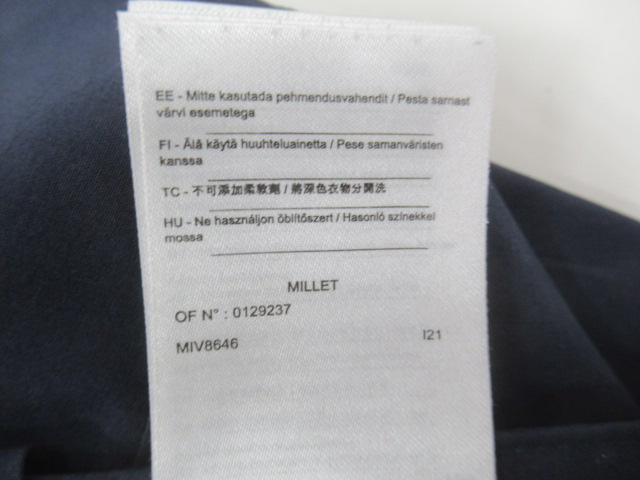 EE - Mitte kasutada pehmendusvahendit / Pesta samast
värvi esemetega
FI - Älä käytä huuhteluainetta / Pese samanväristen
kanssa
TC - 不可添加柔軟劑 / 將深色衣物分開洗
HU - Ne használjon öblítőszert / Hasonló színekkel
mossa
MILLET
OF N° : 0129237
MIV8646 I21